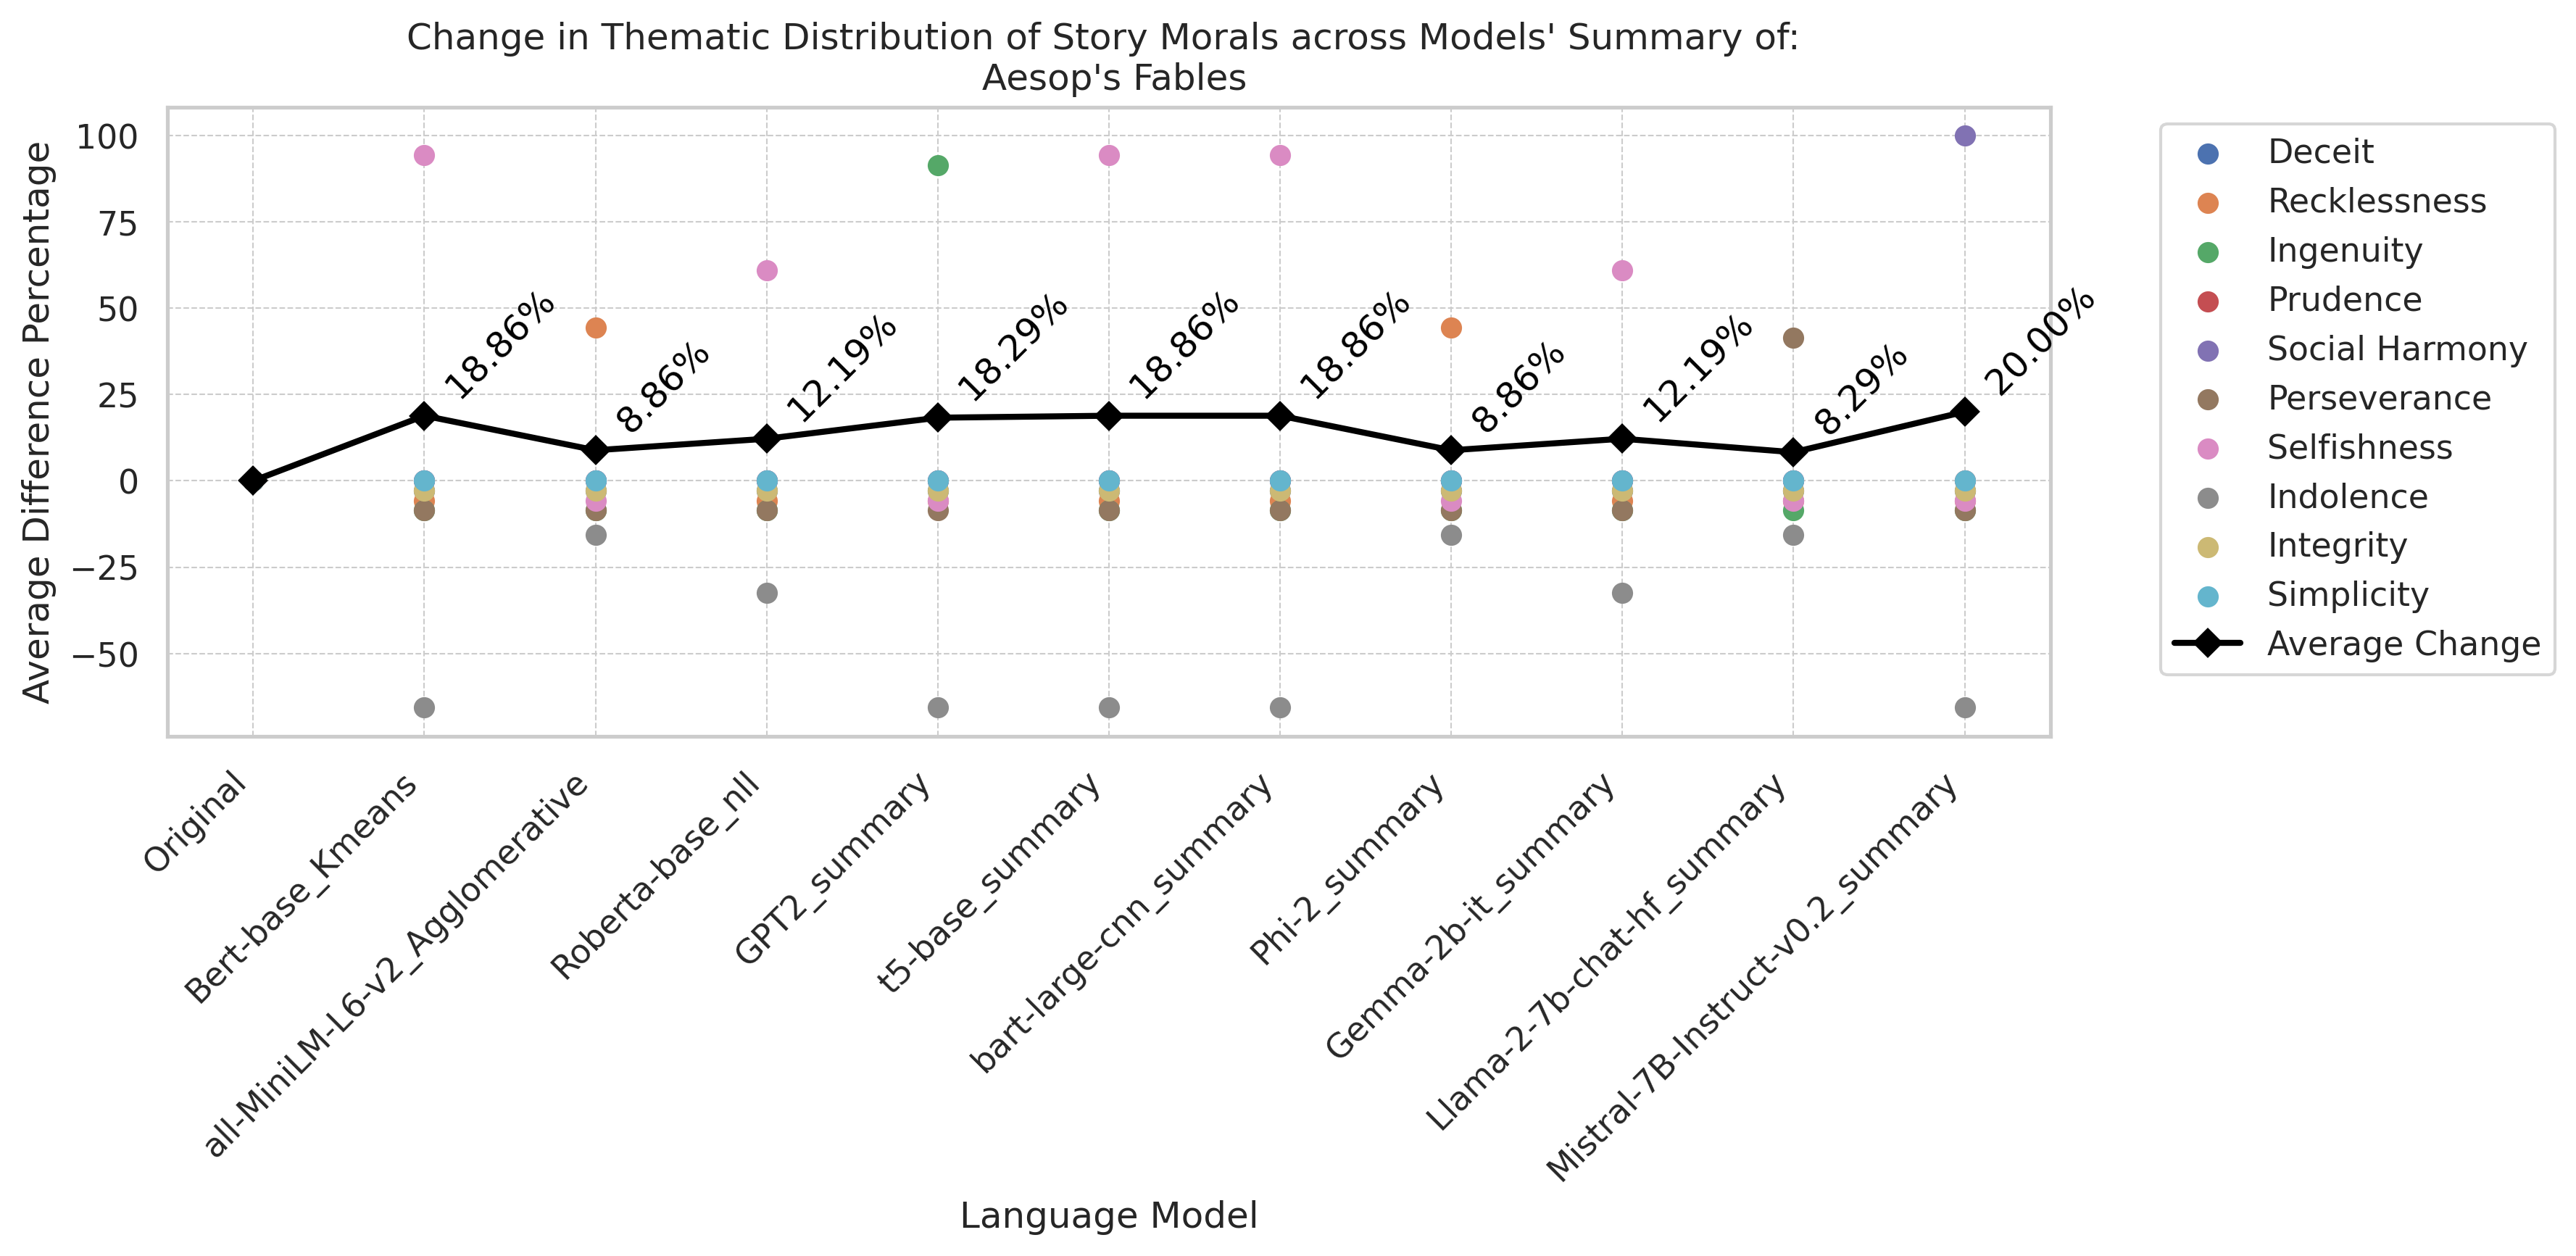 Change in Thematic Distribution of Story Morals across Models' Summary of:
Aesop's Fables
Average Difference Percentage
100
75
50
25
0
−25
−50
18.86%
8.86%
12.19%
18.29%
18.86%
18.86%
8.86%
12.19%
8.29%
20.00%
Original
Bert-base_Kmeans
all-MiniLM-L6-v2_Agglomerative
Roberta-base_nll
GPT2_summary
t5-base_summary
bart-large-cnn_summary
Phi-2_summary
Gemma-2b-it_summary
Llama-2-7b-chat-hf_summary
Mistral-7B-Instruct-v0.2_summary
Language Model
Deceit
Recklessness
Ingenuity
Prudence
Social Harmony
Perseverance
Selfishness
Indolence
Integrity
Simplicity
Average Change